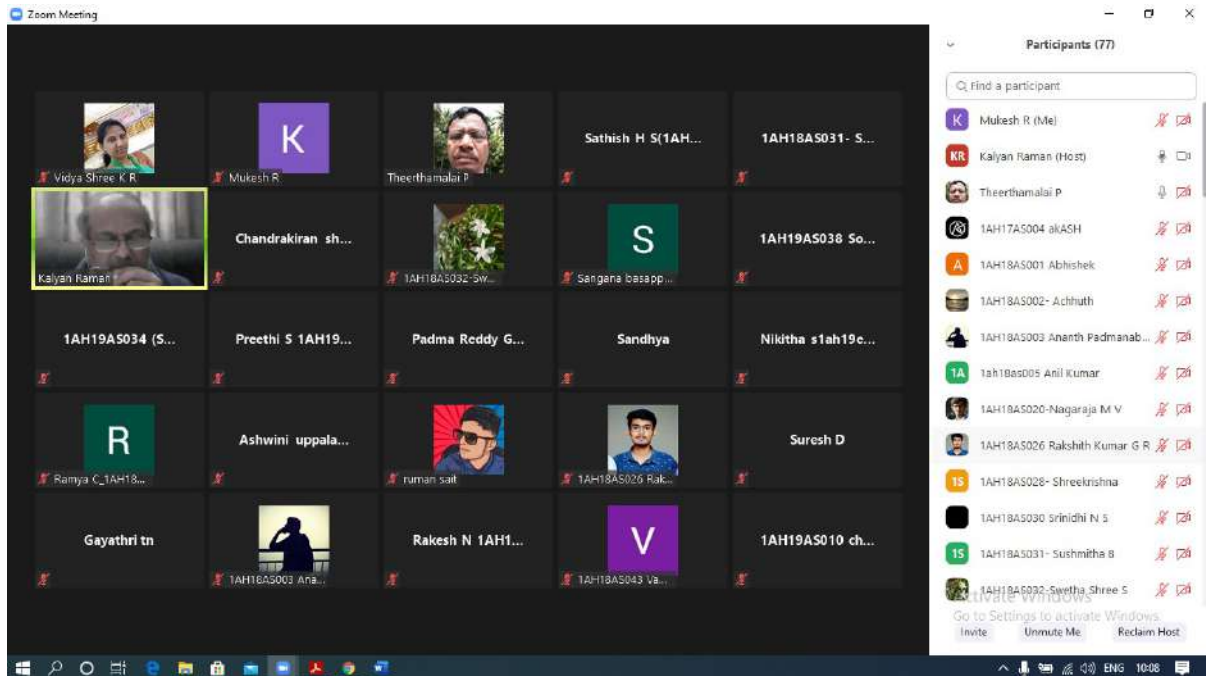 Zoom Meeting
Participants (77)
Find a participant
Vidya Shree K R
K
Mukesh R
Theerthamalai P
Sathish H S(1AH...
1AH18AS031- S...
Kalyan Raman
Chandrakiran sh...
1AH18AS032-Sw...
S
Sangana basapp...
1AH19AS038 So...
1AH19AS034 (S...
Preethi S 1AH19...
Padma Reddy G...
Sandhya
Nikitha s1ah19c...
R
Ramya C_1AH18...
Ashwini uppala...
ruman sait
1AH18AS026 Rak...
Suresh D
Gayathri tn
1AH18AS003 Ana...
Rakesh N 1AH1...
V
1AH18AS043 Va...
1AH19AS010 ch...
K Mukesh R (Me)
KR Kalyan Raman (Host)
Theerthamalai P
1AH17AS004 akASH
A 1AH18AS001 Abhishek
1AH18AS002- Achhuth
1AH18AS003 Ananth Padmanab...
1A 1ah18as005 Anil Kumar
1AH18AS020-Nagaraja M V
1AH18AS026 Rakshith Kumar G R
1S 1AH18AS028- Shreekrishna
1AH18AS030 Srinidhi N S
1S 1AH18AS031- Sushmitha B
1AH18AS032-Swetha Shree S
Activate Windows
Go to Settings to activate Windows.
Invite Unmute Me Reclaim Host
ENG 10:08